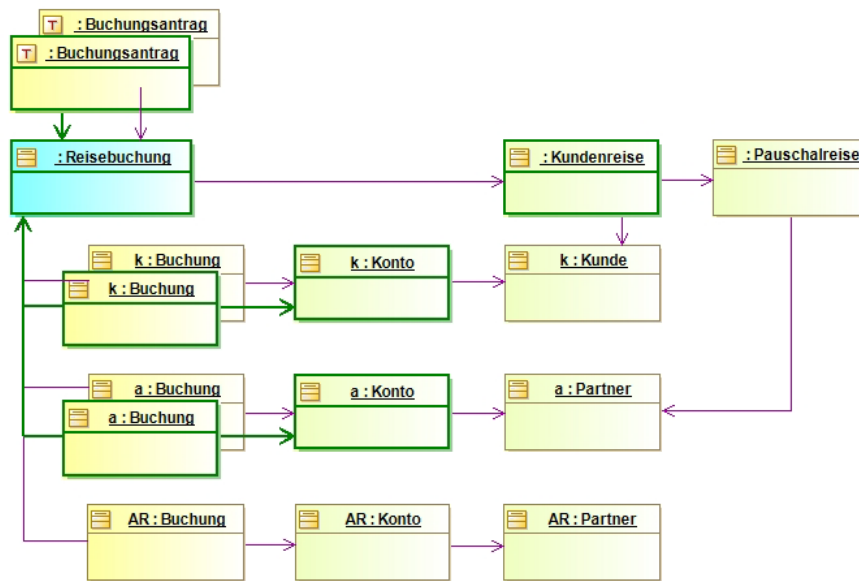 T : Buchungsantrag
T : Buchungsantrag
: Reisebuchung
: Kundenreise
: Pauschalreise
k : Buchung
k : Buchung
k : Konto
k : Kunde
a : Buchung
a : Buchung
a : Konto
a : Partner
AR : Buchung
AR : Konto
AR : Partner